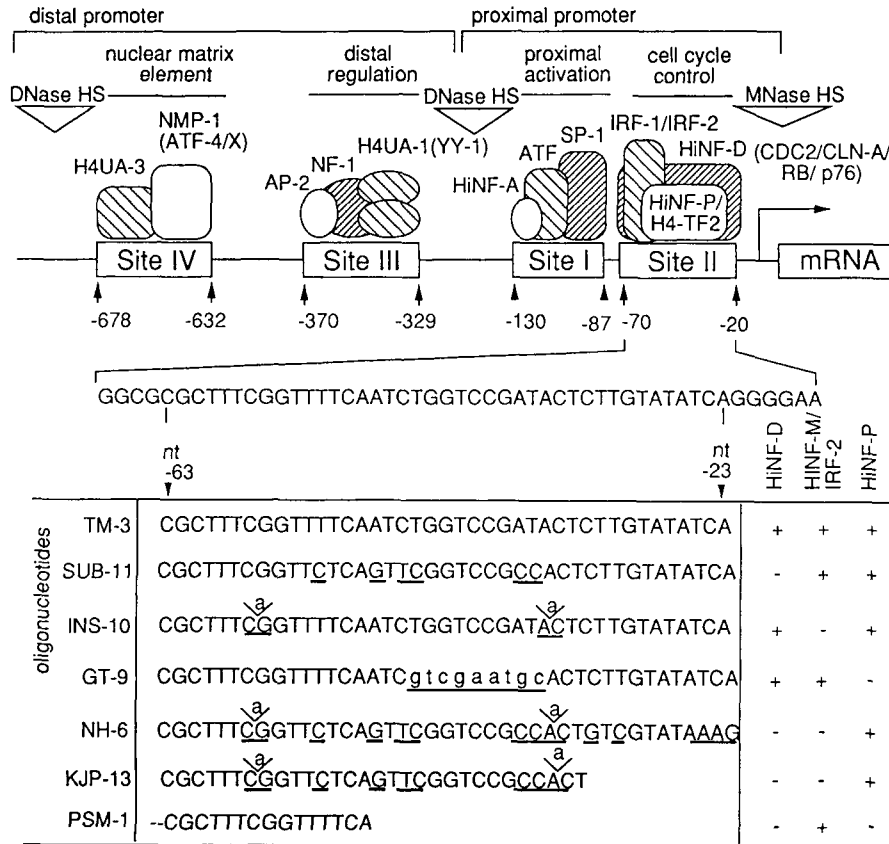 distal promoter
proximal promoter
nuclear matrix element
distal regulation
proximal activation
cell cycle control
DNase HS
DNase HS
MNase HS
NMP-1 (ATF-4/X)
H4UA-3
H4UA-1(YY-1)
NF-1
AP-2
SP-1
ATF
HiNF-A
IRF-1/IRF-2
HiNF-D
(CDC2/CLN-A/RB/ p76)
HiNF-P/ H4-TF2
Site IV
Site III
Site I
Site II
mRNA
-678 -632 -370 -329 -130 -87 -70 -20
GGCGCGCTTTCGGTTTTCAATCTGGTCCGATACTCTTGTATATCAGGGGAA
nt -63
nt -23
HiNF-D
HINF-M/ IRF-2
HiNF-P
oligonucleotides
TM-3 CGCTTTCGGTTTTCAATCTGGTCCGATACTCTTGTATATCA + + +
SUB-11 CGCTTTCGGTTCTCAGTTCGGTCCGCCACTCTTGTATATCA - + +
a a
INS-10 CGCTTTCGGTTTTCAATCTGGTCCGATACTCTTGTATATCA + - +
GT-9 CGCTTTCGGTTTTCAATCgtcgaatgcACTCTTGTATATCA + + -
a a
NH-6 CGCTTTCGGTTCTCAGTTCGGTCCGCCACTGTCGTATAAAG - - +
a a
KJP-13 CGCTTTCGGTTCTCAGTTCGGTCCGCCACT - - +
PSM-1 --CGCTTTCGGTTTTCA - + -